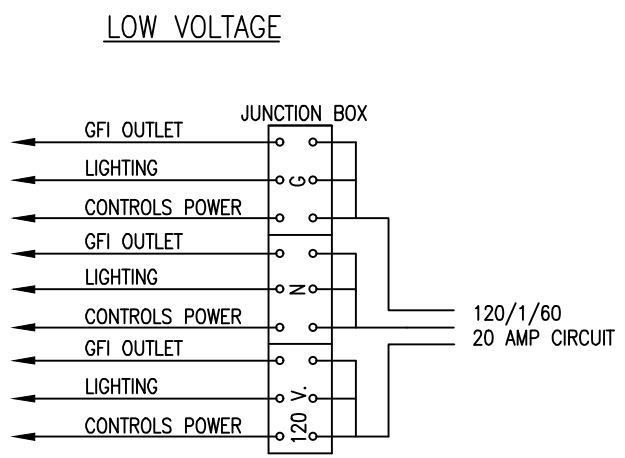 LOW VOLTAGE
JUNCTION BOX
GFI OUTLET
LIGHTING
G
CONTROLS POWER
GFI OUTLET
LIGHTING
N
CONTROLS POWER
120/1/60
20 AMP CIRCUIT
GFI OUTLET
LIGHTING
120 V.
CONTROLS POWER